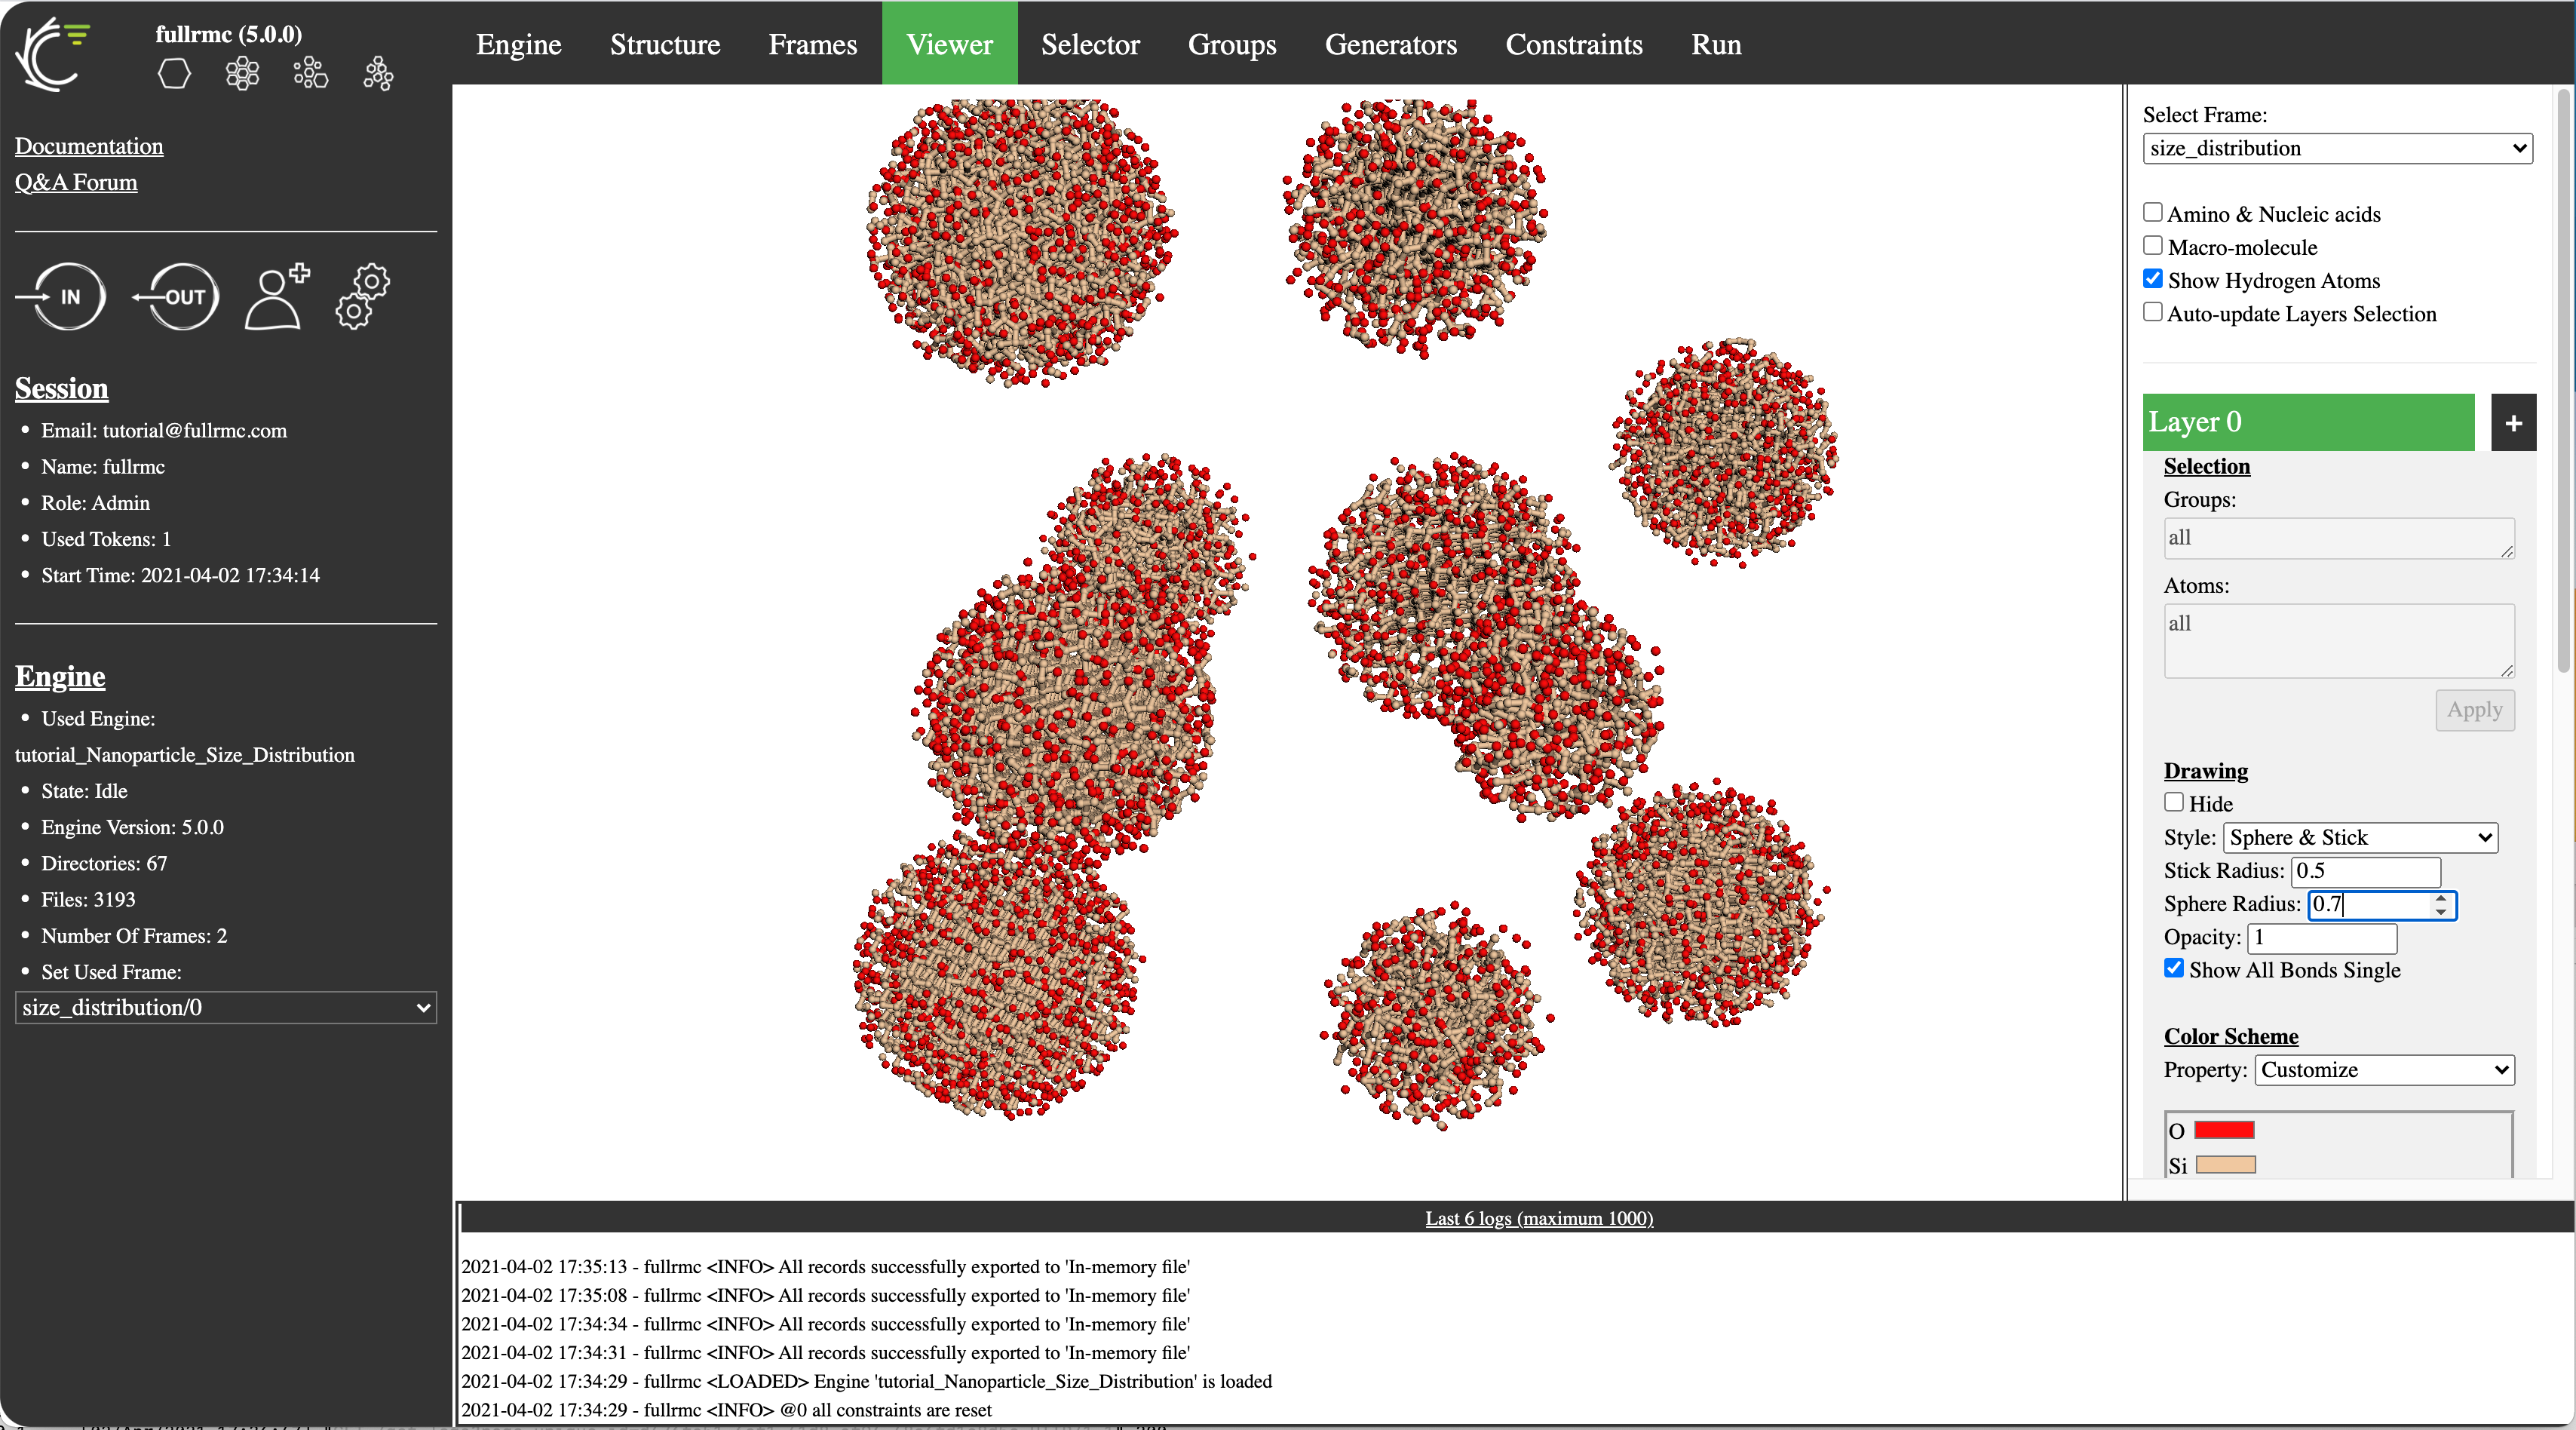 fullrmc (5.0.0)
Engine Structure Frames Viewer Selector Groups Generators Constraints Run
Documentation
Q&A Forum
IN
OUT
Session
Email: tutorial@fullrmc.com
Name: fullrmc
Role: Admin
Used Tokens: 1
Start Time: 2021-04-02 17:34:14
Engine
Used Engine:
tutorial_Nanoparticle_Size_Distribution
State: Idle
Engine Version: 5.0.0
Directories: 67
Files: 3193
Number Of Frames: 2
Set Used Frame:
size_distribution/0
Select Frame:
size_distribution
Amino & Nucleic acids
Macro-molecule
Show Hydrogen Atoms
Auto-update Layers Selection
Layer 0 +
Selection
Groups:
all
Atoms:
all
Apply
Drawing
Hide
Style: Sphere & Stick
Stick Radius: 0.5
Sphere Radius: 0.7
Opacity: 1
Show All Bonds Single
Color Scheme
Property: Customize
O
Si
Last 6 logs (maximum 1000)
2021-04-02 17:35:13 - fullrmc <INFO> All records successfully exported to 'In-memory file'
2021-04-02 17:35:08 - fullrmc <INFO> All records successfully exported to 'In-memory file'
2021-04-02 17:34:34 - fullrmc <INFO> All records successfully exported to 'In-memory file'
2021-04-02 17:34:31 - fullrmc <INFO> All records successfully exported to 'In-memory file'
2021-04-02 17:34:29 - fullrmc <LOADED> Engine 'tutorial_Nanoparticle_Size_Distribution' is loaded
2021-04-02 17:34:29 - fullrmc <INFO> @0 all constraints are reset